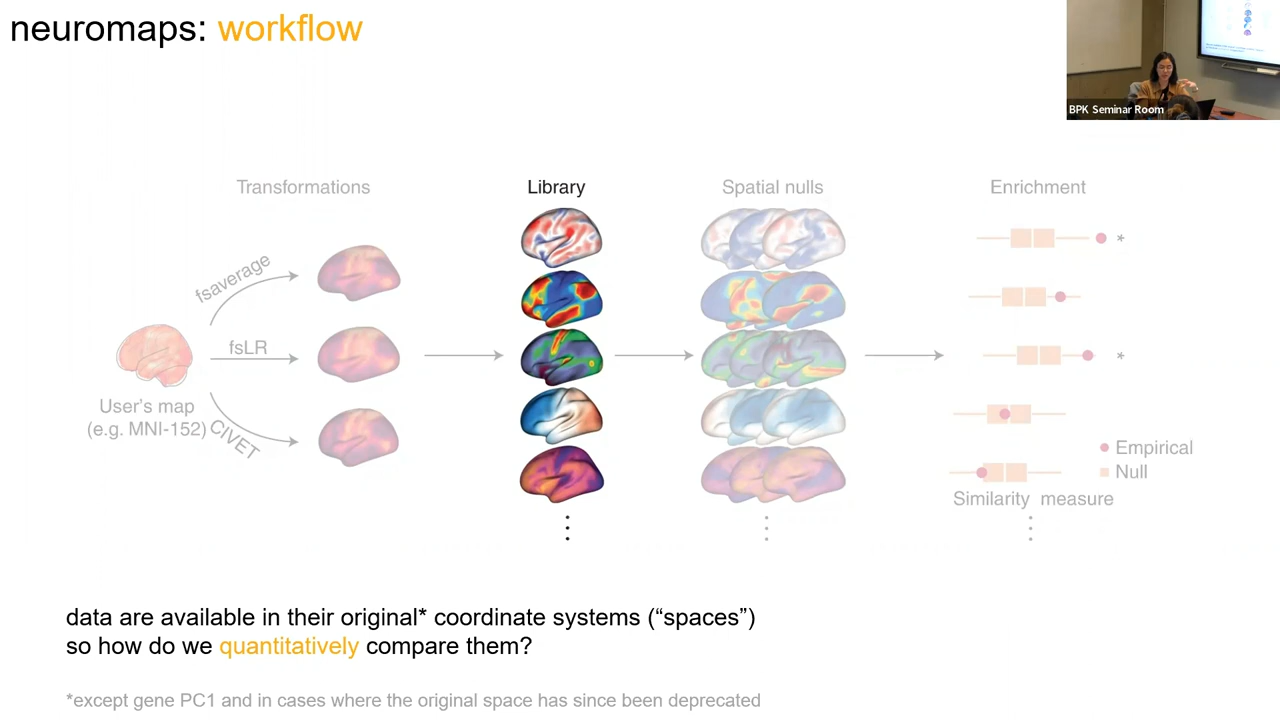 neuromaps: workflow
BPK Seminar Room
Transformations
Library
Spatial nulls
Enrichment
fsaverage
fsLR
CIVET
User's map
(e.g. MNI-152)
*
*
Empirical
Null
Similarity measure
data are available in their original* coordinate systems (“spaces”)
so how do we quantitatively compare them?
*except gene PC1 and in cases where the original space has since been deprecated